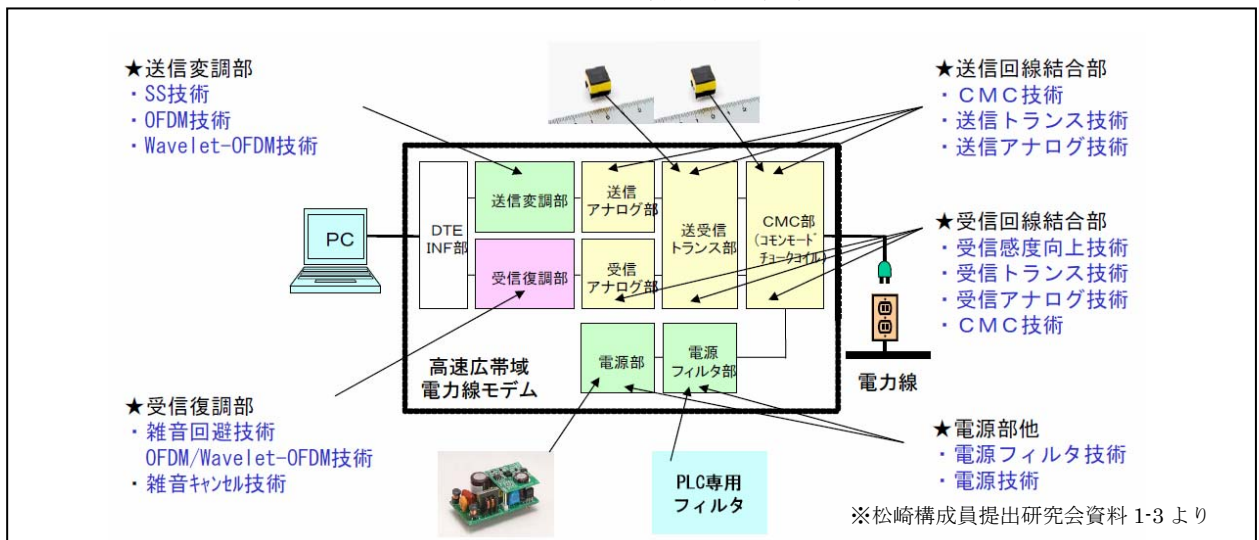 ★送信変調部
・SS技術
・OFDM技術
・Wavelet-OFDM技術
★送信回線結合部
・ＣＭＣ技術
・送信トランス技術
・送信アナログ技術
PC
DTE
INF部
送信変調部
送信
アナログ部
送受信
トランス部
CMC部
(コモンモード
チョークコイル)
受信復調部
受信
アナログ部
★受信回線結合部
・受信感度向上技術
・受信トランス技術
・受信アナログ技術
・ＣＭＣ技術
高速広帯域
電力線モデム
電源部
電源
フィルタ部
電力線
★受信復調部
・雑音回避技術
OFDM/Wavelet-OFDM技術
・雑音ｷｬﾝｾﾙ技術
PLC専用
フィルタ
★電源部他
・電源フィルタ技術
・電源技術
※松崎構成員提出研究会資料 1-3 より